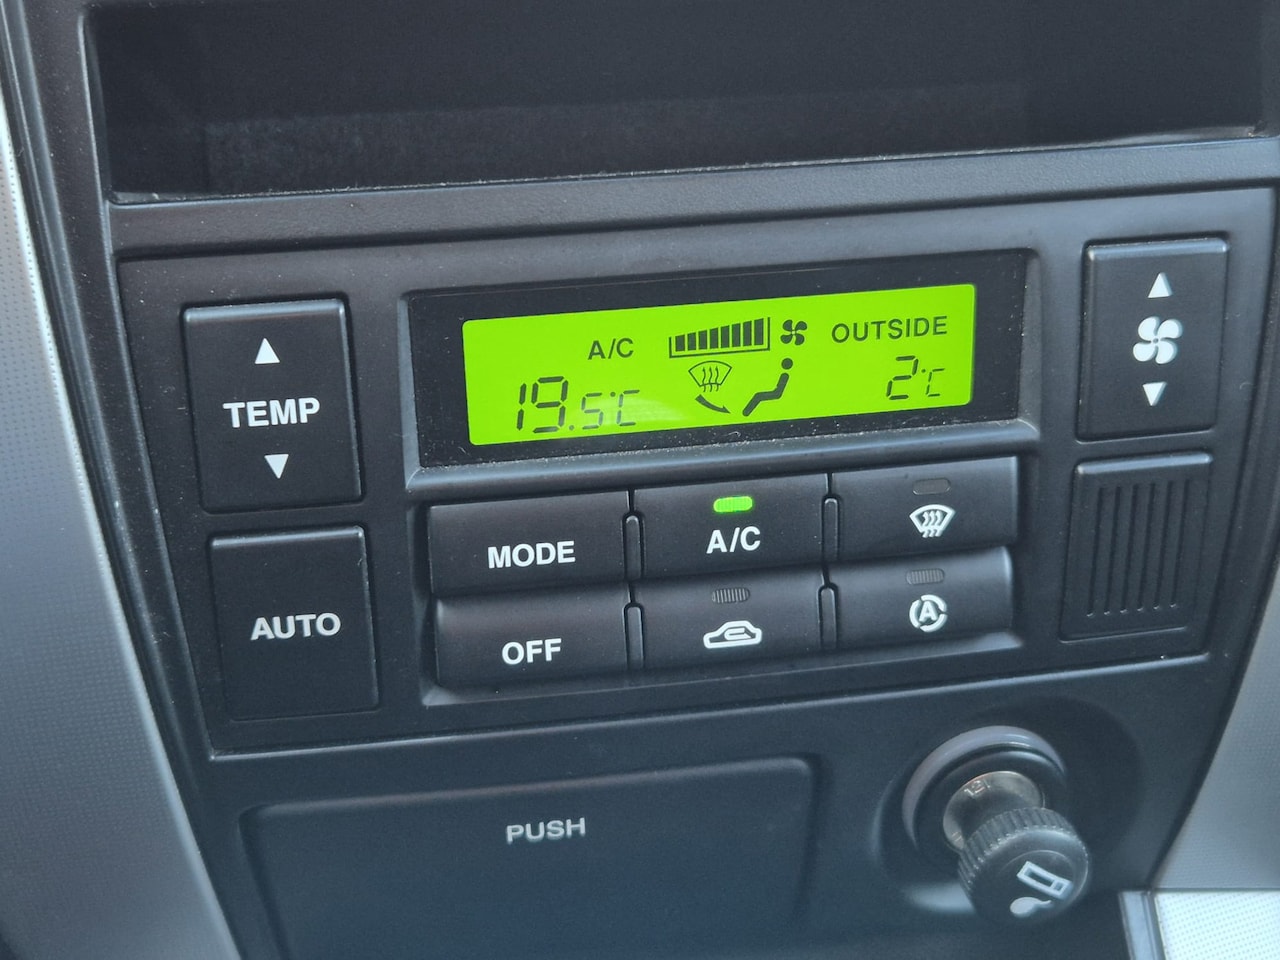 A/C
OUTSIDE
19.5°C
2°C
TEMP
MODE
A/C
AUTO
OFF
A
PUSH